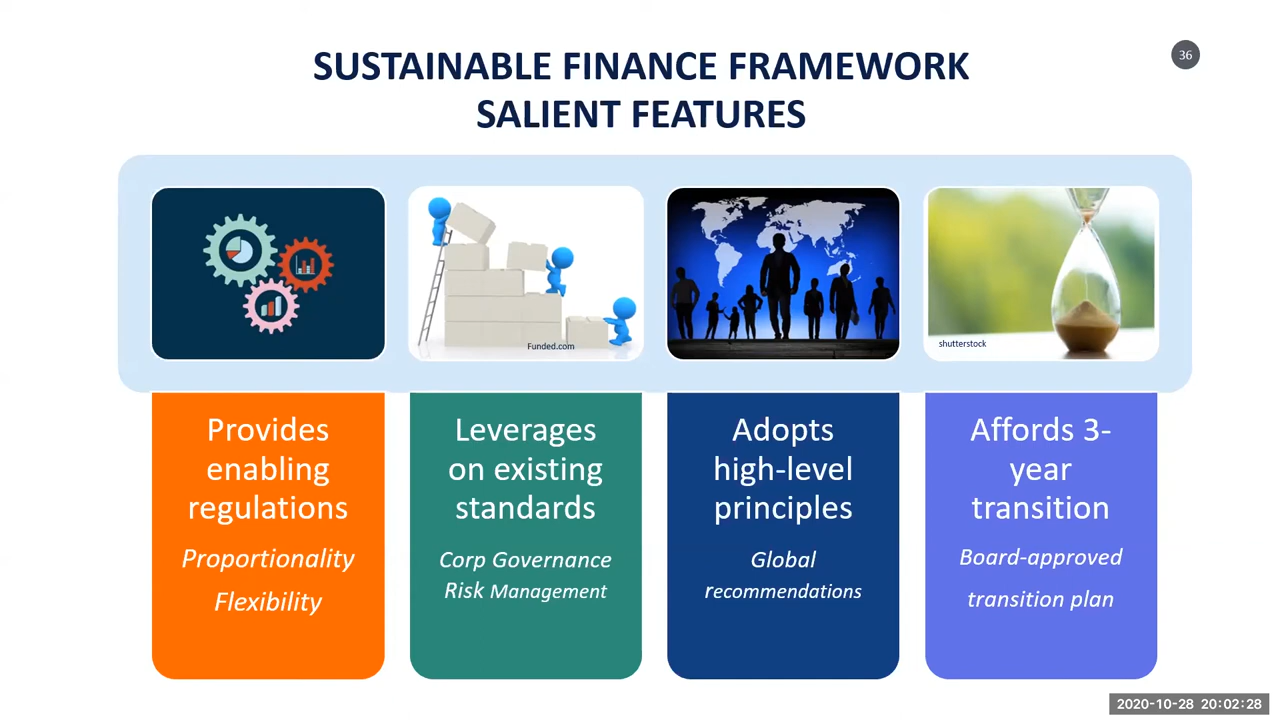 36
SUSTAINABLE FINANCE FRAMEWORK
SALIENT FEATURES
Funded.com
shutterstock
Provides
enabling
regulations
Proportionality
Flexibility
Leverages
on existing
standards
Corp Governance
Risk Management
Adopts
high-level
principles
Global
recommendations
Affords 3-
year
transition
Board-approved
transition plan
2020-10-28 20:02:28